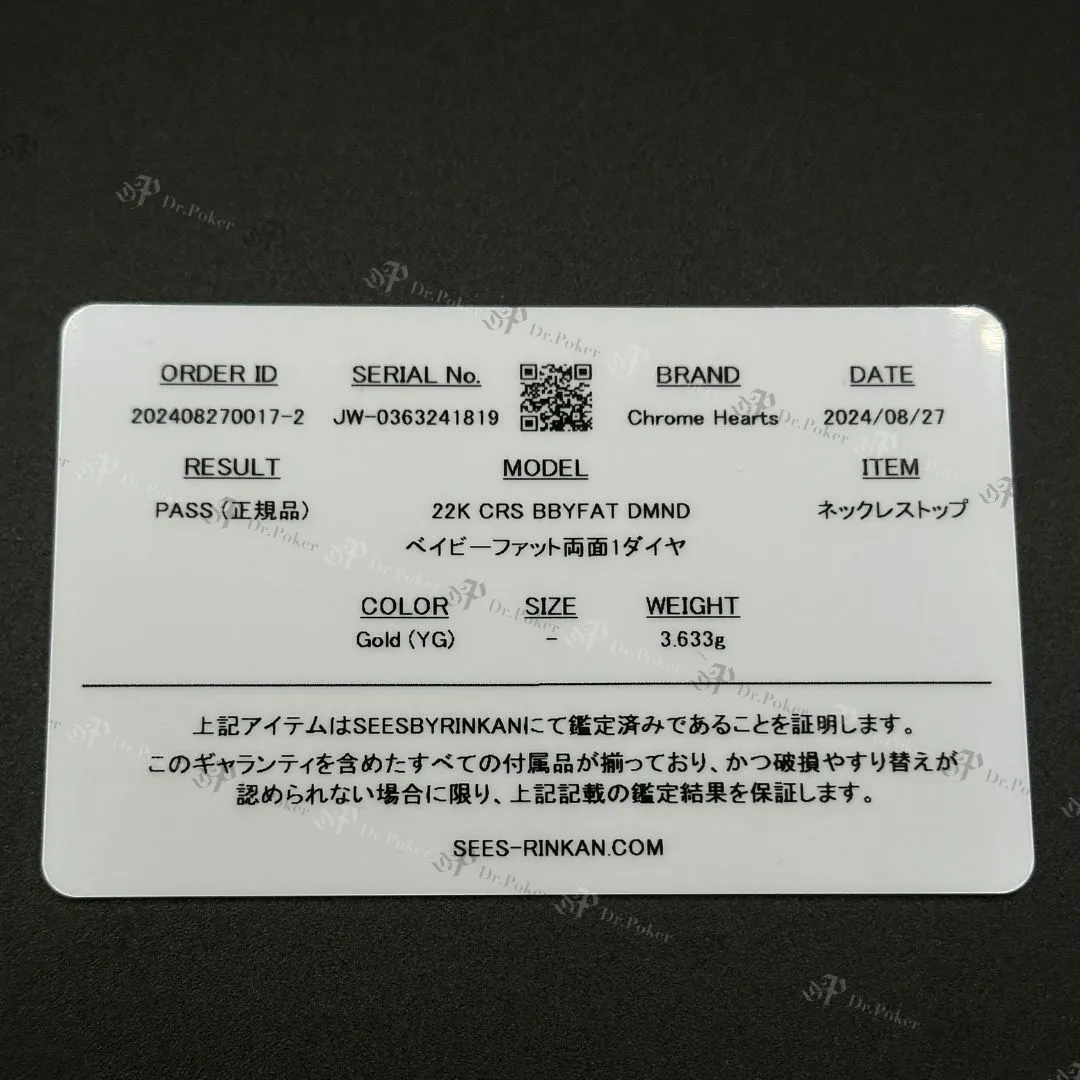 ORDER ID SERIAL No. BRAND DATE
202408270017-2 JW-0363241819 Chrome Hearts 2024/08/27
RESULT MODEL ITEM
PASS (正規品) 22K CRS BBYFAT DMND ネックレストップ
ベイビーファット両面1ダイヤ
COLOR SIZE WEIGHT
Gold (YG) - 3.633g
上記アイテムはSEESBYRINKANにて鑑定済みであることを証明します。
このギャランティを含めたすべての付属品が揃っており、かつ破損やすり替えが
認められない場合に限り、上記記載の鑑定結果を保証します。
SEES-RINKAN.COM
Dr.Poker